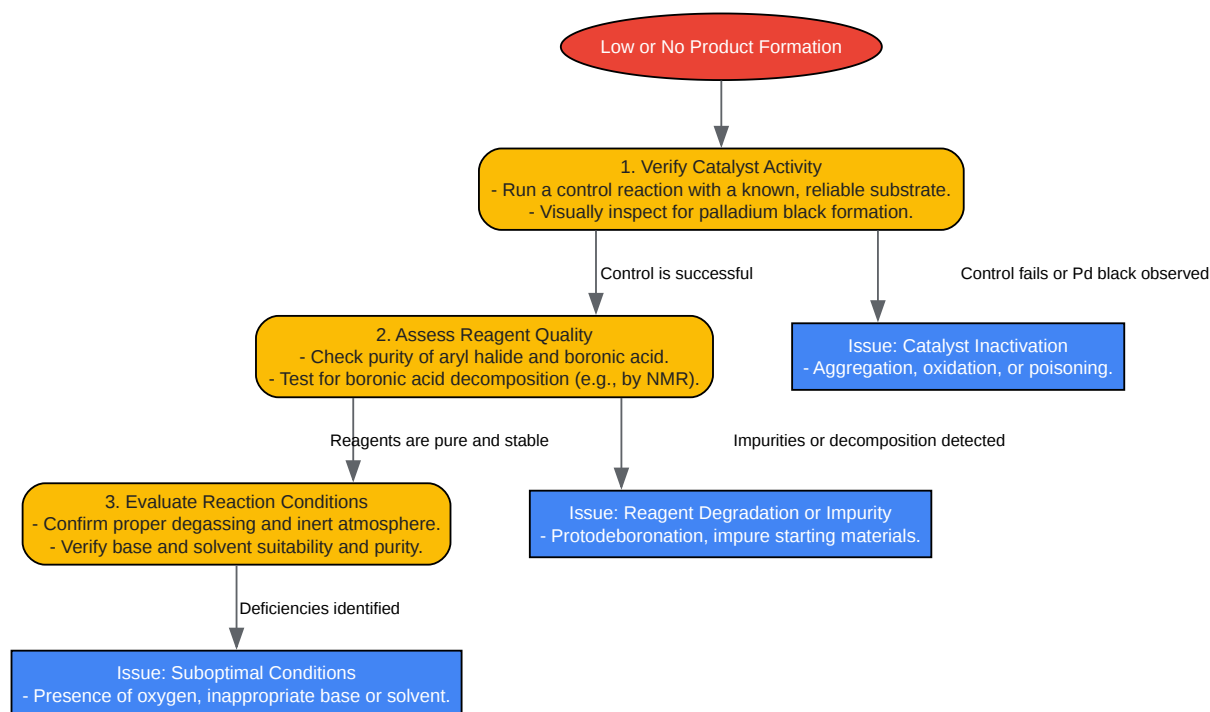 Low or No Product Formation
1. Verify Catalyst Activity
- Run a control reaction with a known, reliable substrate.
- Visually inspect for palladium black formation.
Control is successful
Control fails or Pd black observed
2. Assess Reagent Quality
- Check purity of aryl halide and boronic acid.
- Test for boronic acid decomposition (e.g., by NMR).
Issue: Catalyst Inactivation
- Aggregation, oxidation, or poisoning.
Reagents are pure and stable
Impurities or decomposition detected
3. Evaluate Reaction Conditions
- Confirm proper degassing and inert atmosphere.
- Verify base and solvent suitability and purity.
Issue: Reagent Degradation or Impurity
- Protodeboronation, impure starting materials.
Deficiencies identified
Issue: Suboptimal Conditions
- Presence of oxygen, inappropriate base or solvent.